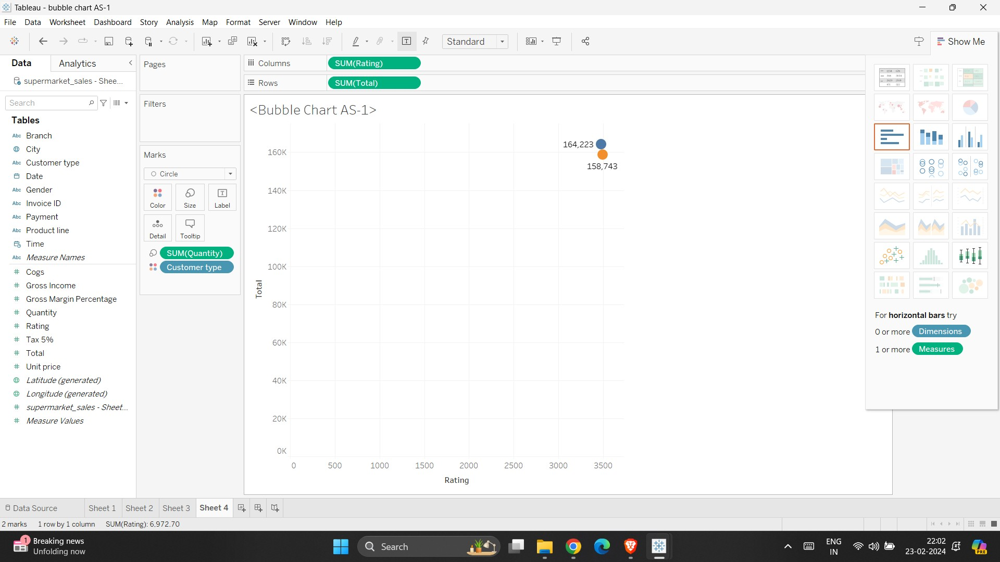 Tableau - bubble chart AS-1
File Data Worksheet Dashboard Story Analysis Map Format Server Window Help
Standard
Show Me
Data Analytics
supermarket_sales - Shee...
Search
Tables
Abc Branch
City
Abc Customer type
Date
Abc Gender
Abc Invoice ID
Abc Payment
Abc Product line
Time
Abc Measure Names
# Cogs
# Gross Income
# Gross Margin Percentage
# Quantity
# Rating
# Tax 5%
# Total
# Unit price
Latitude (generated)
Longitude (generated)
# supermarket_sales - Sheet...
# Measure Values
Pages
Filters
Marks
Circle
Color Size Label
Detail Tooltip
SUM(Quantity)
Customer type
Columns SUM(Rating)
Rows SUM(Total)
<Bubble Chart AS-1>
164,223
158,743
160K
140K
120K
100K
80K
60K
40K
20K
0K
Total
0 500 1000 1500 2000 2500 3000 3500
Rating
For horizontal bars try
0 or more Dimensions
1 or more Measures
Data Source Sheet 1 Sheet 2 Sheet 3 Sheet 4
2 marks 1 row by 1 column SUM(Rating): 6,972.70
1
Breaking news
Unfolding now
Search
ENG
IN
22:02
23-02-2024
PRE